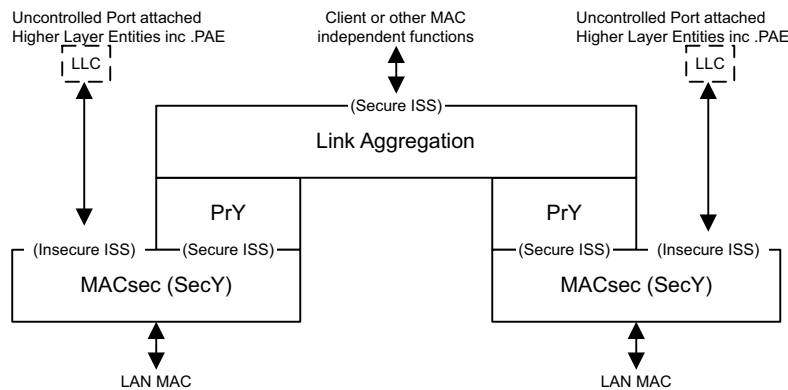 Uncontrolled Port attached
Higher Layer Entities inc .PAE
LLC
Client or other MAC
independent functions
Uncontrolled Port attached
Higher Layer Entities inc .PAE
LLC
(Secure ISS)
Link Aggregation
PrY
PrY
(Insecure ISS)
(Secure ISS)
(Secure ISS)
(Insecure ISS)
MACsec (SecY)
MACsec (SecY)
LAN MAC
LAN MAC